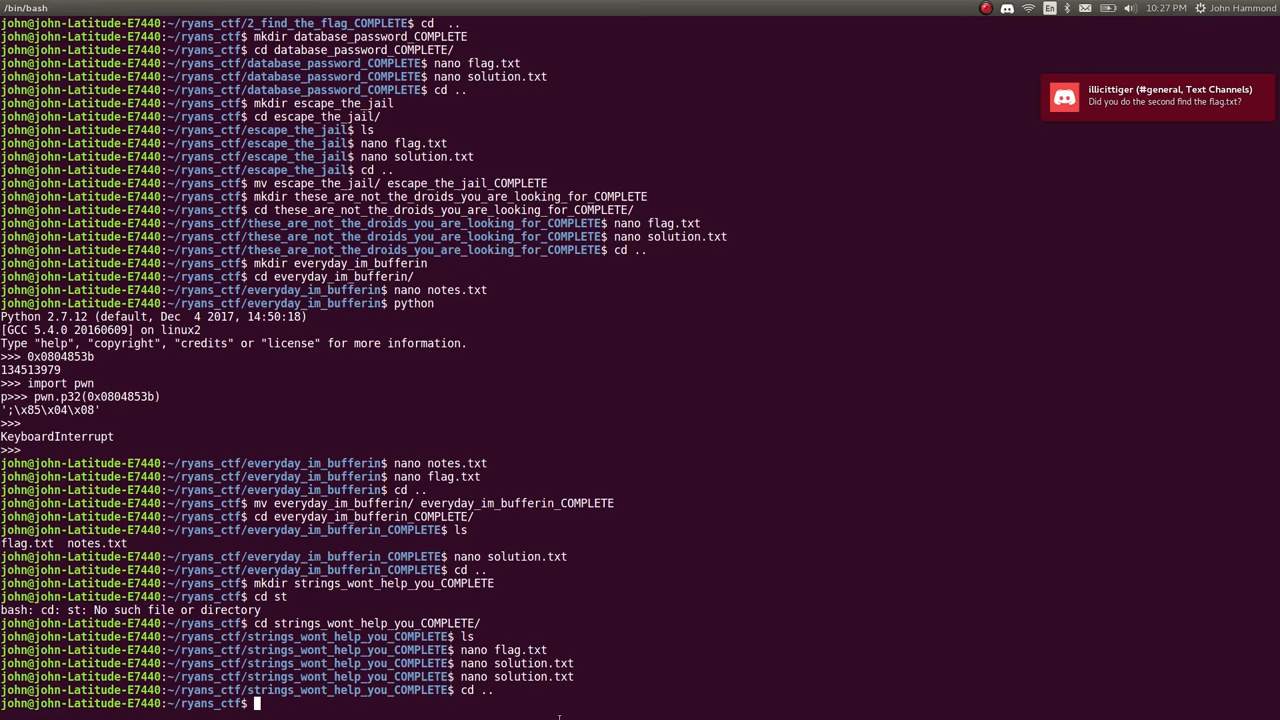 /bin/bash
En
10:27 PM
John Hammond
john@john-Latitude-E7440:~/ryans_ctf/2_find_the_flag_COMPLETE$ cd  ..
john@john-Latitude-E7440:~/ryans_ctf$ mkdir database_password_COMPLETE
john@john-Latitude-E7440:~/ryans_ctf$ cd database_password_COMPLETE/
john@john-Latitude-E7440:~/ryans_ctf/database_password_COMPLETE$ nano flag.txt
john@john-Latitude-E7440:~/ryans_ctf/database_password_COMPLETE$ nano solution.txt
john@john-Latitude-E7440:~/ryans_ctf/database_password_COMPLETE$ cd ..
john@john-Latitude-E7440:~/ryans_ctf$ mkdir escape_the_jail
john@john-Latitude-E7440:~/ryans_ctf$ cd escape_the_jail/
john@john-Latitude-E7440:~/ryans_ctf/escape_the_jail$ ls
john@john-Latitude-E7440:~/ryans_ctf/escape_the_jail$ nano flag.txt
john@john-Latitude-E7440:~/ryans_ctf/escape_the_jail$ nano solution.txt
john@john-Latitude-E7440:~/ryans_ctf/escape_the_jail$ cd ..
john@john-Latitude-E7440:~/ryans_ctf$ mv escape_the_jail/ escape_the_jail_COMPLETE
john@john-Latitude-E7440:~/ryans_ctf$ mkdir these_are_not_the_droids_you_are_looking_for_COMPLETE
john@john-Latitude-E7440:~/ryans_ctf$ cd these_are_not_the_droids_you_are_looking_for_COMPLETE/
john@john-Latitude-E7440:~/ryans_ctf/these_are_not_the_droids_you_are_looking_for_COMPLETE$ nano flag.txt
john@john-Latitude-E7440:~/ryans_ctf/these_are_not_the_droids_you_are_looking_for_COMPLETE$ nano solution.txt
john@john-Latitude-E7440:~/ryans_ctf/these_are_not_the_droids_you_are_looking_for_COMPLETE$ cd ..
john@john-Latitude-E7440:~/ryans_ctf$ mkdir everyday_im_bufferin
john@john-Latitude-E7440:~/ryans_ctf$ cd everyday_im_bufferin/
john@john-Latitude-E7440:~/ryans_ctf/everyday_im_bufferin$ nano notes.txt
john@john-Latitude-E7440:~/ryans_ctf/everyday_im_bufferin$ python
Python 2.7.12 (default, Dec  4 2017, 14:50:18)
[GCC 5.4.0 20160609] on linux2
Type "help", "copyright", "credits" or "license" for more information.
>>> 0x0804853b
134513979
>>> import pwn
p>>> pwn.p32(0x0804853b)
';\x85\x04\x08'
>>>
KeyboardInterrupt
>>>
john@john-Latitude-E7440:~/ryans_ctf/everyday_im_bufferin$ nano notes.txt
john@john-Latitude-E7440:~/ryans_ctf/everyday_im_bufferin$ nano flag.txt
john@john-Latitude-E7440:~/ryans_ctf/everyday_im_bufferin$ cd ..
john@john-Latitude-E7440:~/ryans_ctf$ mv everyday_im_bufferin/ everyday_im_bufferin_COMPLETE
john@john-Latitude-E7440:~/ryans_ctf$ cd everyday_im_bufferin_COMPLETE/
john@john-Latitude-E7440:~/ryans_ctf/everyday_im_bufferin_COMPLETE$ ls
flag.txt  notes.txt
john@john-Latitude-E7440:~/ryans_ctf/everyday_im_bufferin_COMPLETE$ nano solution.txt
john@john-Latitude-E7440:~/ryans_ctf/everyday_im_bufferin_COMPLETE$ cd ..
john@john-Latitude-E7440:~/ryans_ctf$ mkdir strings_wont_help_you_COMPLETE
john@john-Latitude-E7440:~/ryans_ctf$ cd st
bash: cd: st: No such file or directory
john@john-Latitude-E7440:~/ryans_ctf$ cd strings_wont_help_you_COMPLETE/
john@john-Latitude-E7440:~/ryans_ctf/strings_wont_help_you_COMPLETE$ ls
john@john-Latitude-E7440:~/ryans_ctf/strings_wont_help_you_COMPLETE$ nano flag.txt
john@john-Latitude-E7440:~/ryans_ctf/strings_wont_help_you_COMPLETE$ nano solution.txt
john@john-Latitude-E7440:~/ryans_ctf/strings_wont_help_you_COMPLETE$ nano solution.txt
john@john-Latitude-E7440:~/ryans_ctf/strings_wont_help_you_COMPLETE$ cd ..
john@john-Latitude-E7440:~/ryans_ctf$
illicittiger (#general, Text Channels)
Did you do the second find the flag.txt?